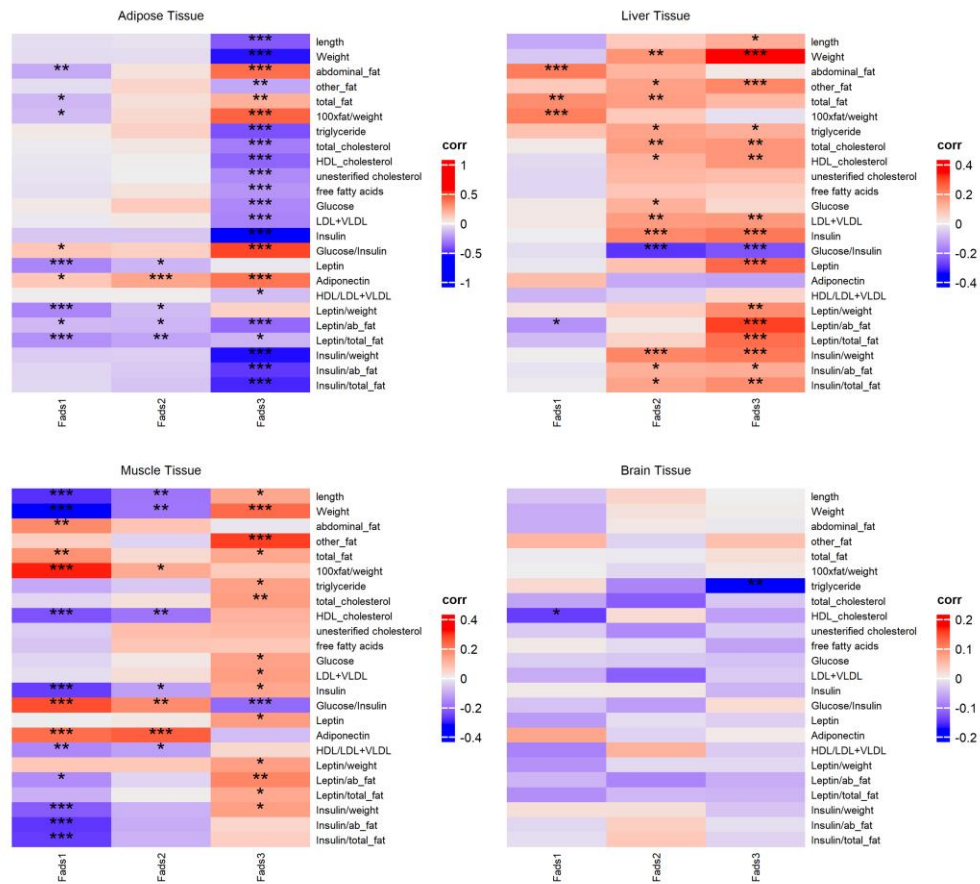 Adipose Tissue
length
Weight
abdominal_fat
other_fat
total_fat
100xfat/weight
triglyceride
total_cholesterol
HDL_cholesterol
unesterified cholesterol
free fatty acids
Glucose
LDL+VLDL
Insulin
Glucose/Insulin
Leptin
Adiponectin
HDL/LDL+VLDL
Leptin/weight
Leptin/ab_fat
Leptin/total_fat
Insulin/weight
Insulin/ab_fat
Insulin/total_fat
Fads1
Fads2
Fads3
corr
1
0.5
0
-0.5
-1
Liver Tissue
length
Weight
abdominal_fat
other_fat
total_fat
100xfat/weight
triglyceride
total_cholesterol
HDL_cholesterol
unesterified cholesterol
free fatty acids
Glucose
LDL+VLDL
Insulin
Glucose/Insulin
Leptin
Adiponectin
HDL/LDL+VLDL
Leptin/weight
Leptin/ab_fat
Leptin/total_fat
Insulin/weight
Insulin/ab_fat
Insulin/total_fat
Fads1
Fads2
Fads3
corr
0.4
0.2
0
-0.2
-0.4
Muscle Tissue
length
Weight
abdominal_fat
other_fat
total_fat
100xfat/weight
triglyceride
total_cholesterol
HDL_cholesterol
unesterified cholesterol
free fatty acids
Glucose
LDL+VLDL
Insulin
Glucose/Insulin
Leptin
Adiponectin
HDL/LDL+VLDL
Leptin/weight
Leptin/ab_fat
Leptin/total_fat
Insulin/weight
Insulin/ab_fat
Insulin/total_fat
Fads1
Fads2
Fads3
corr
0.4
0.2
0
-0.2
-0.4
Brain Tissue
length
Weight
abdominal_fat
other_fat
total_fat
100xfat/weight
triglyceride
total_cholesterol
HDL_cholesterol
unesterified cholesterol
free fatty acids
Glucose
LDL+VLDL
Insulin
Glucose/Insulin
Leptin
Adiponectin
HDL/LDL+VLDL
Leptin/weight
Leptin/ab_fat
Leptin/total_fat
Insulin/weight
Insulin/ab_fat
Insulin/total_fat
Fads1
Fads2
Fads3
corr
0.2
0.1
0
-0.1
-0.2